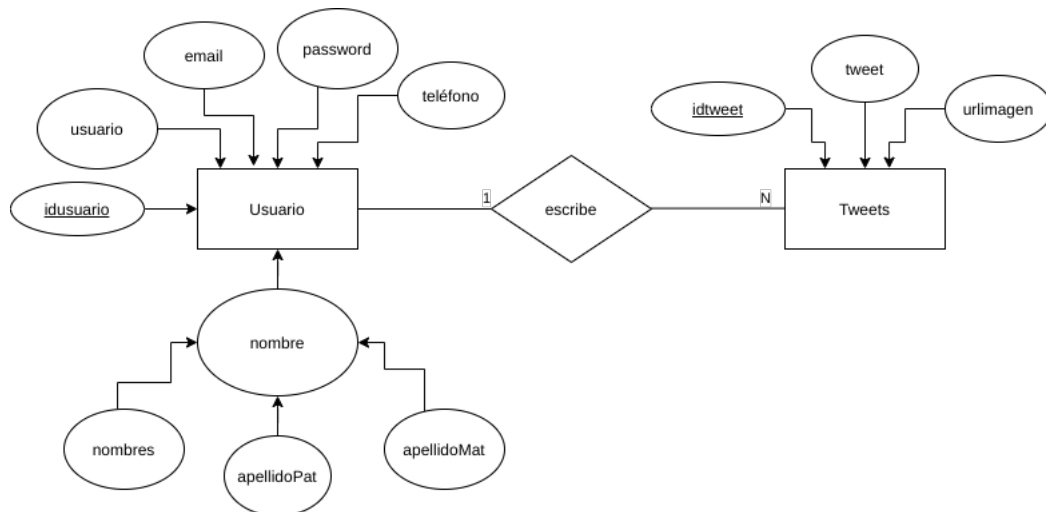 email
password
teléfono
usuario
idusuario
Usuario
1
escribe
N
tweet
idtweet
urlimagen
Tweets
nombre
nombres
apellidoPat
apellidoMat